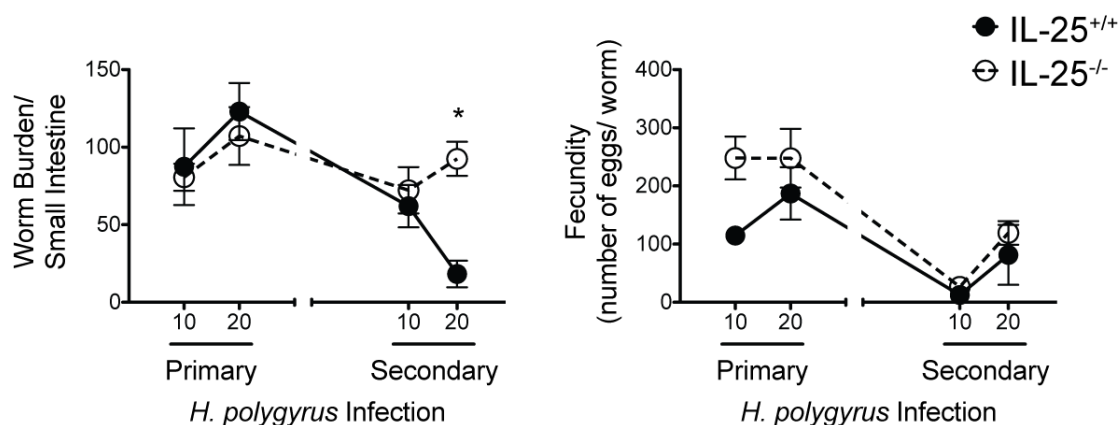 Worm Burden/
Small Intestine
150
100
50
0
*
10 20 10 20
Primary Secondary
H. polygyrus Infection
Fecundity
(number of eggs/ worm)
400
300
200
100
0
10 20 10 20
Primary Secondary
H. polygyrus Infection
IL-25+/+
IL-25-/-